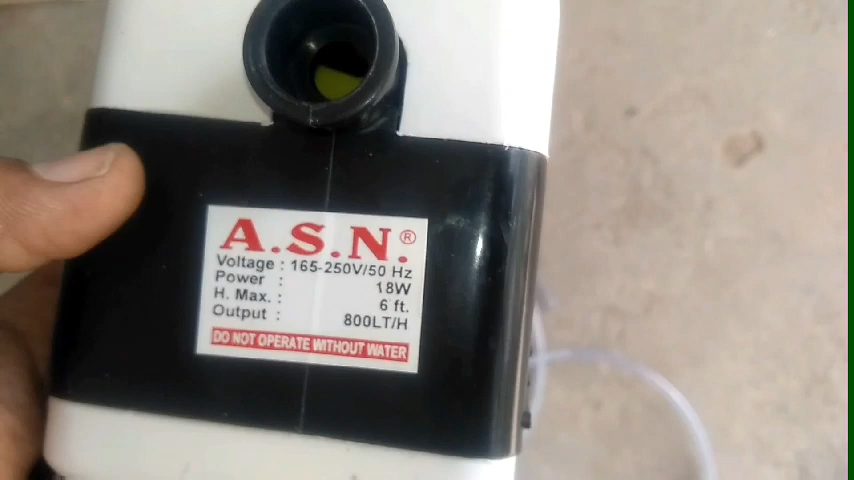 A.S.N.®
Voltage : 165-250V/50 Hz
Power : 18W
H. Max. : 6 ft.
Output : 800LT/H
DO NOT OPERATE WITHOUT WATER